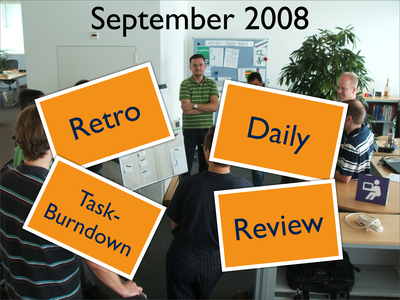 September 2008
Retro
Daily
Task-
Burndown
Review